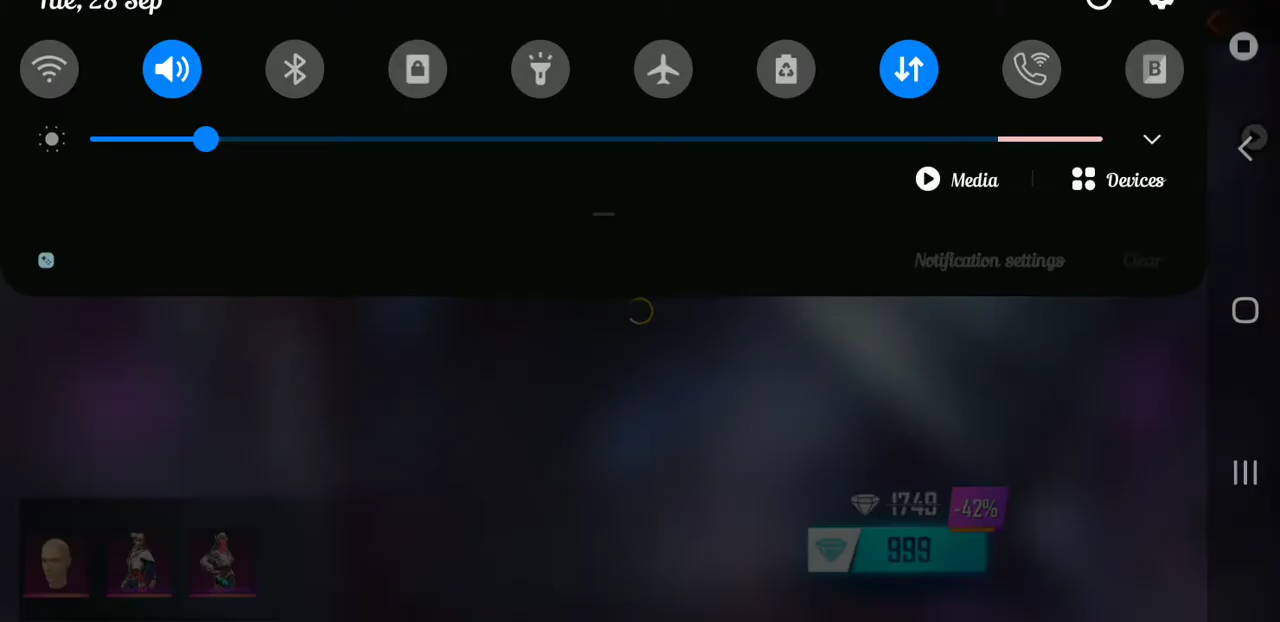 Tue, 28 Sep
B
Media
Devices
Notification settings
Clear
1749
-42%
999